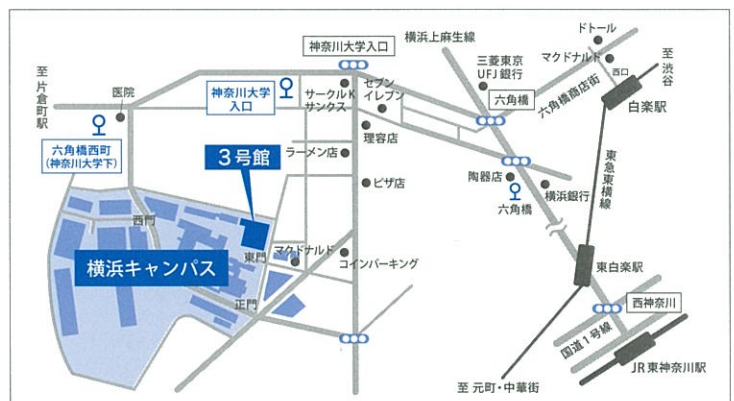 神奈川大学入口
横浜上麻生線
ドトール
三菱東京
UFJ銀行
マクドナルド
至渋谷
西口
白楽駅
六角橋商店街
六角橋
至片倉町駅
医院
神奈川大学
入口
サークルK
サンクス
セブン
イレブン
理容店
六角橋西町
(神奈川大学下)
3号館
ラーメン店
ピザ店
陶器店
横浜銀行
六角橋
東急東横線
西門
東門
マクドナルド
コインパーキング
横浜キャンパス
正門
東白楽駅
西神奈川
国道1号線
JR東神奈川駅
至 元町・中華街